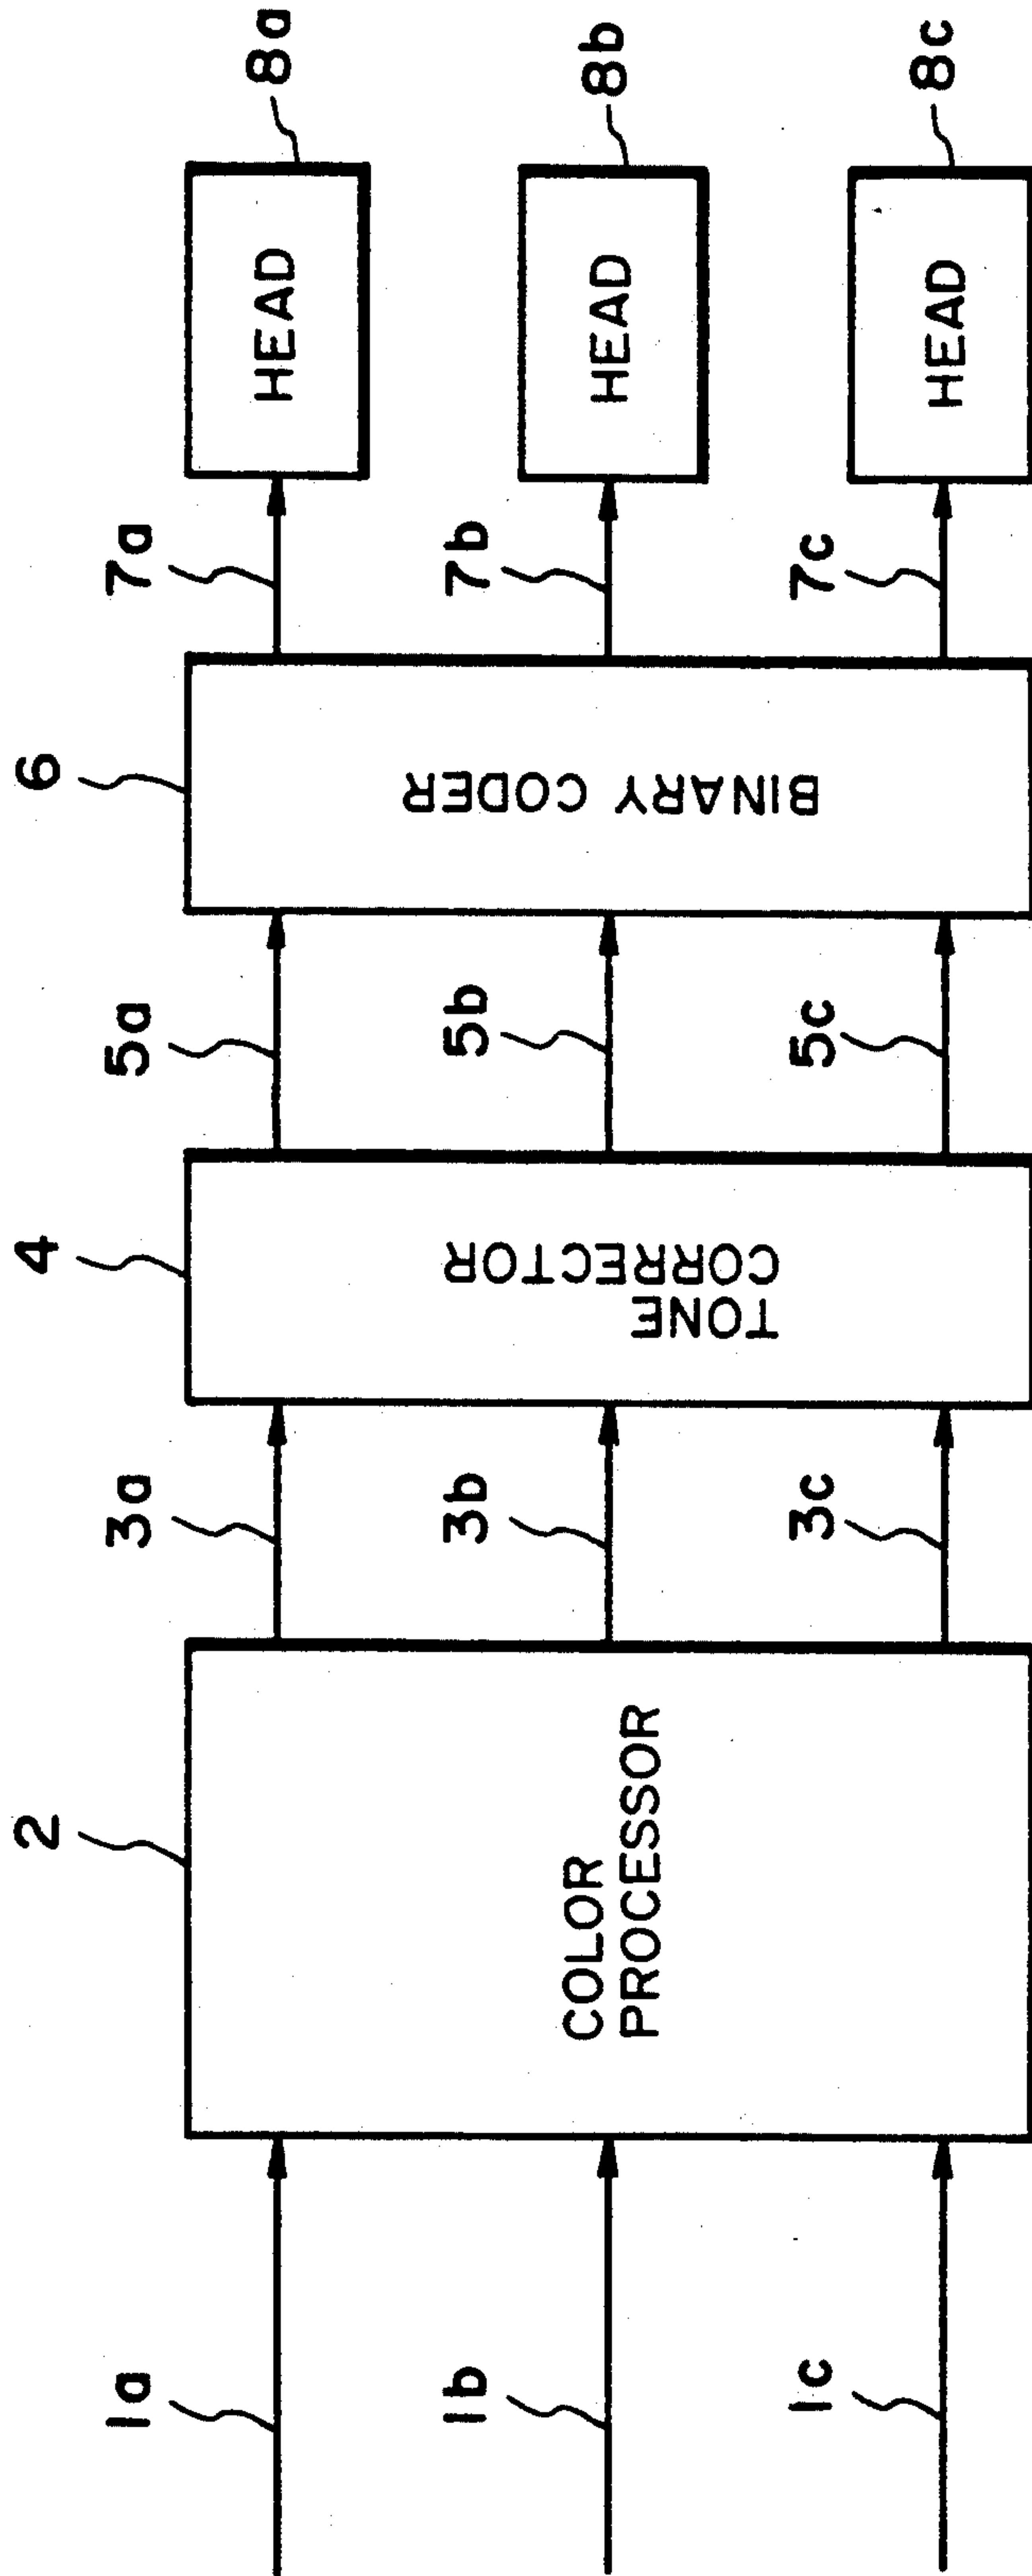 1a
1b
1c
2
COLOR
PROCESSOR
3a
3b
3c
4
TONE
CORRECTOR
5a
5b
5c
6
BINARY CODER
7a
7b
7c
HEAD
8a
HEAD
8b
HEAD
8c